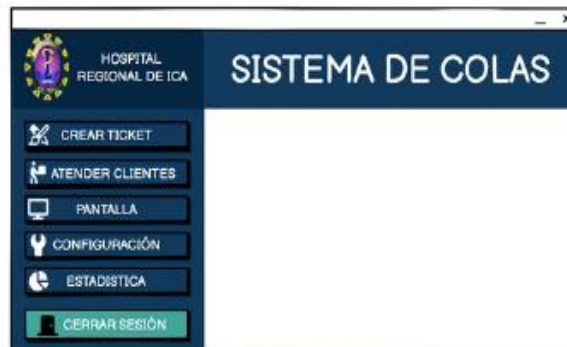 HOSPITAL
REGIONAL DE ICA
SISTEMA DE COLAS
CREAR TICKET
ATENDER CLIENTES
PANTALLA
CONFIGURACIÓN
ESTADISTICA
CERRAR SESIÓN